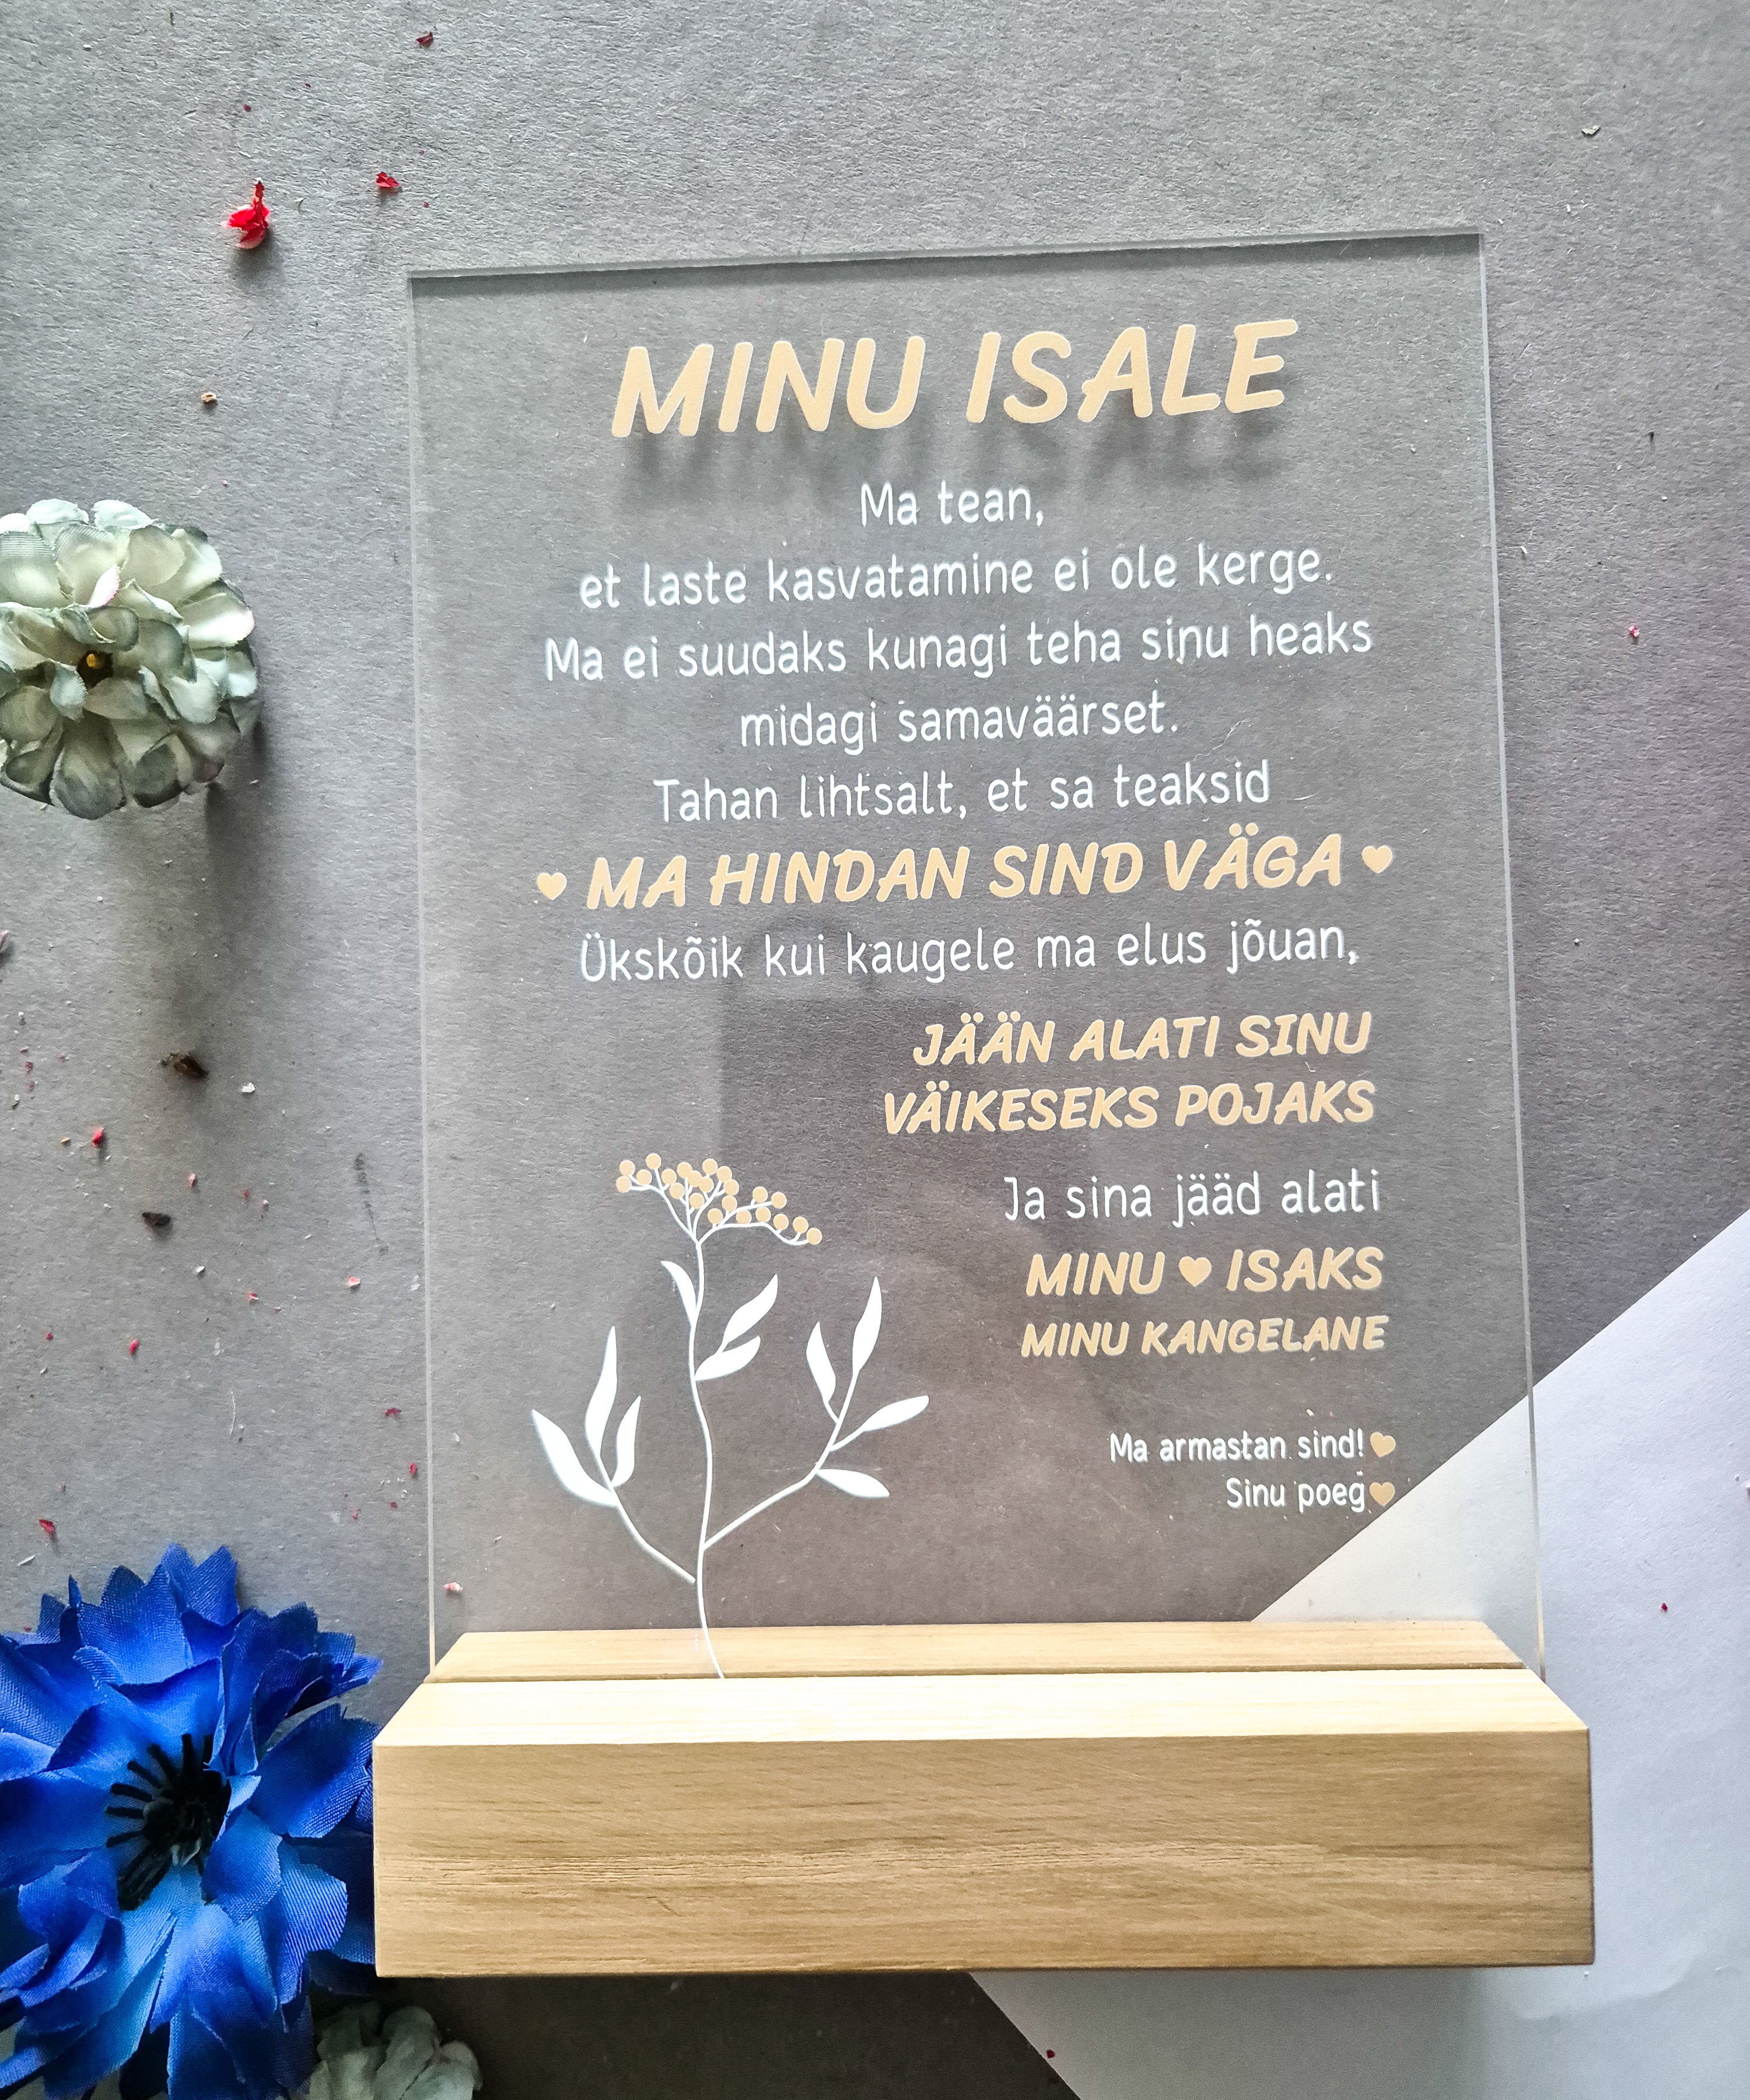 MINU ISALE
Ma tean,
et laste kasvatamine ei ole kerge.
Ma ei suudaks kunagi teha sinu heaks
midagi samaväärset.
Tahan lihtsalt, et sa teaksid
♥ MA HINDAN SIND VÄGA ♥
Ükskõik kui kaugele ma elus jõuan,
JÄÄN ALATI SINU
VÄIKESEKS POJAKS
Ja sina jääd alati
MINU ♥ ISAKS
MINU KANGELANE
Ma armastan sind! ♥
Sinu poeg ♥